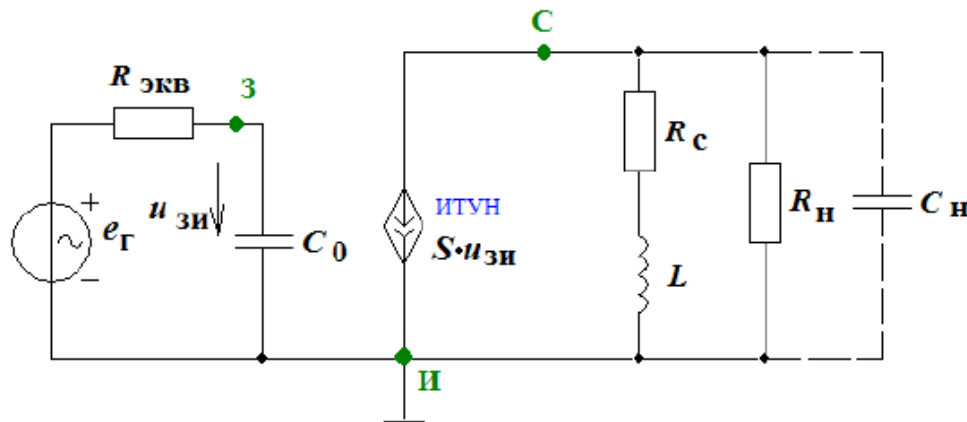 С
R экв
З
R С
ИТУН
+
u зи
e г
C 0
S·u зи
R н
C н
−
L
И